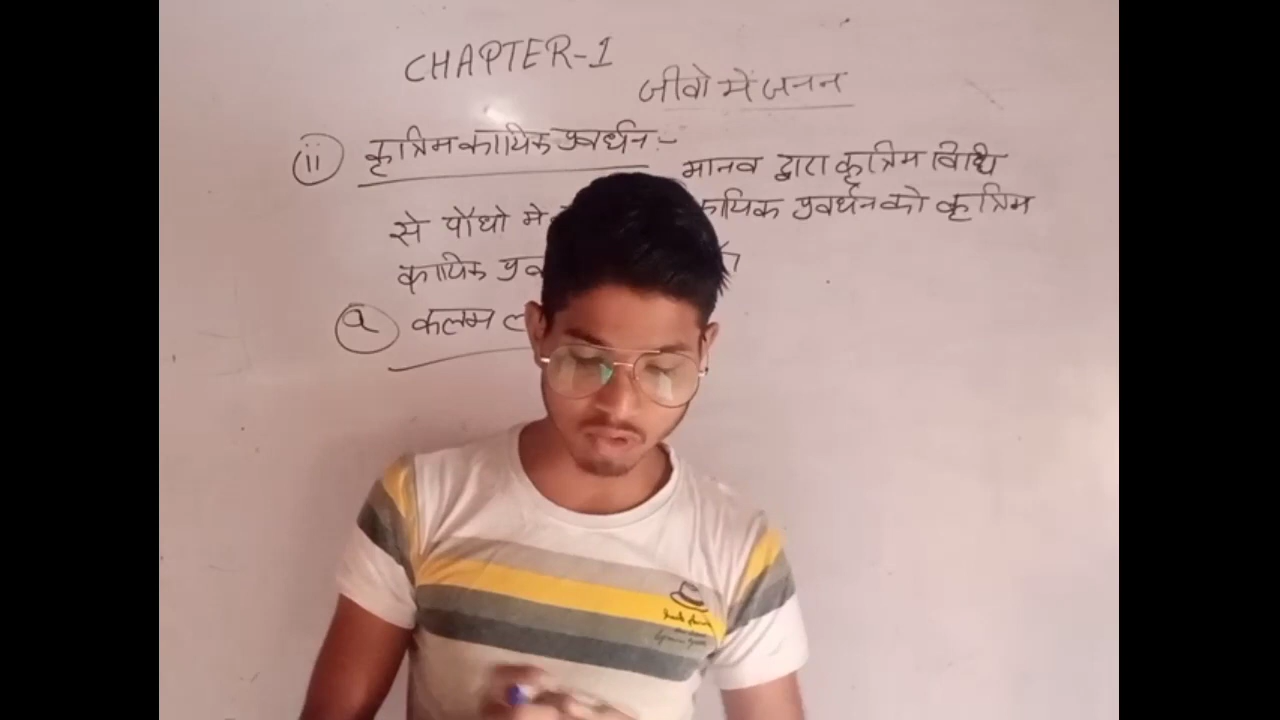 CHAPTER-1
जीवो में जनन
(ii) कृत्रिम कायिक प्रवर्धन:-
मानव द्वारा कृत्रिम विधि
से पौधो मे कायिक प्रवर्धन को कृत्रिम
कायिक
(a) कलम